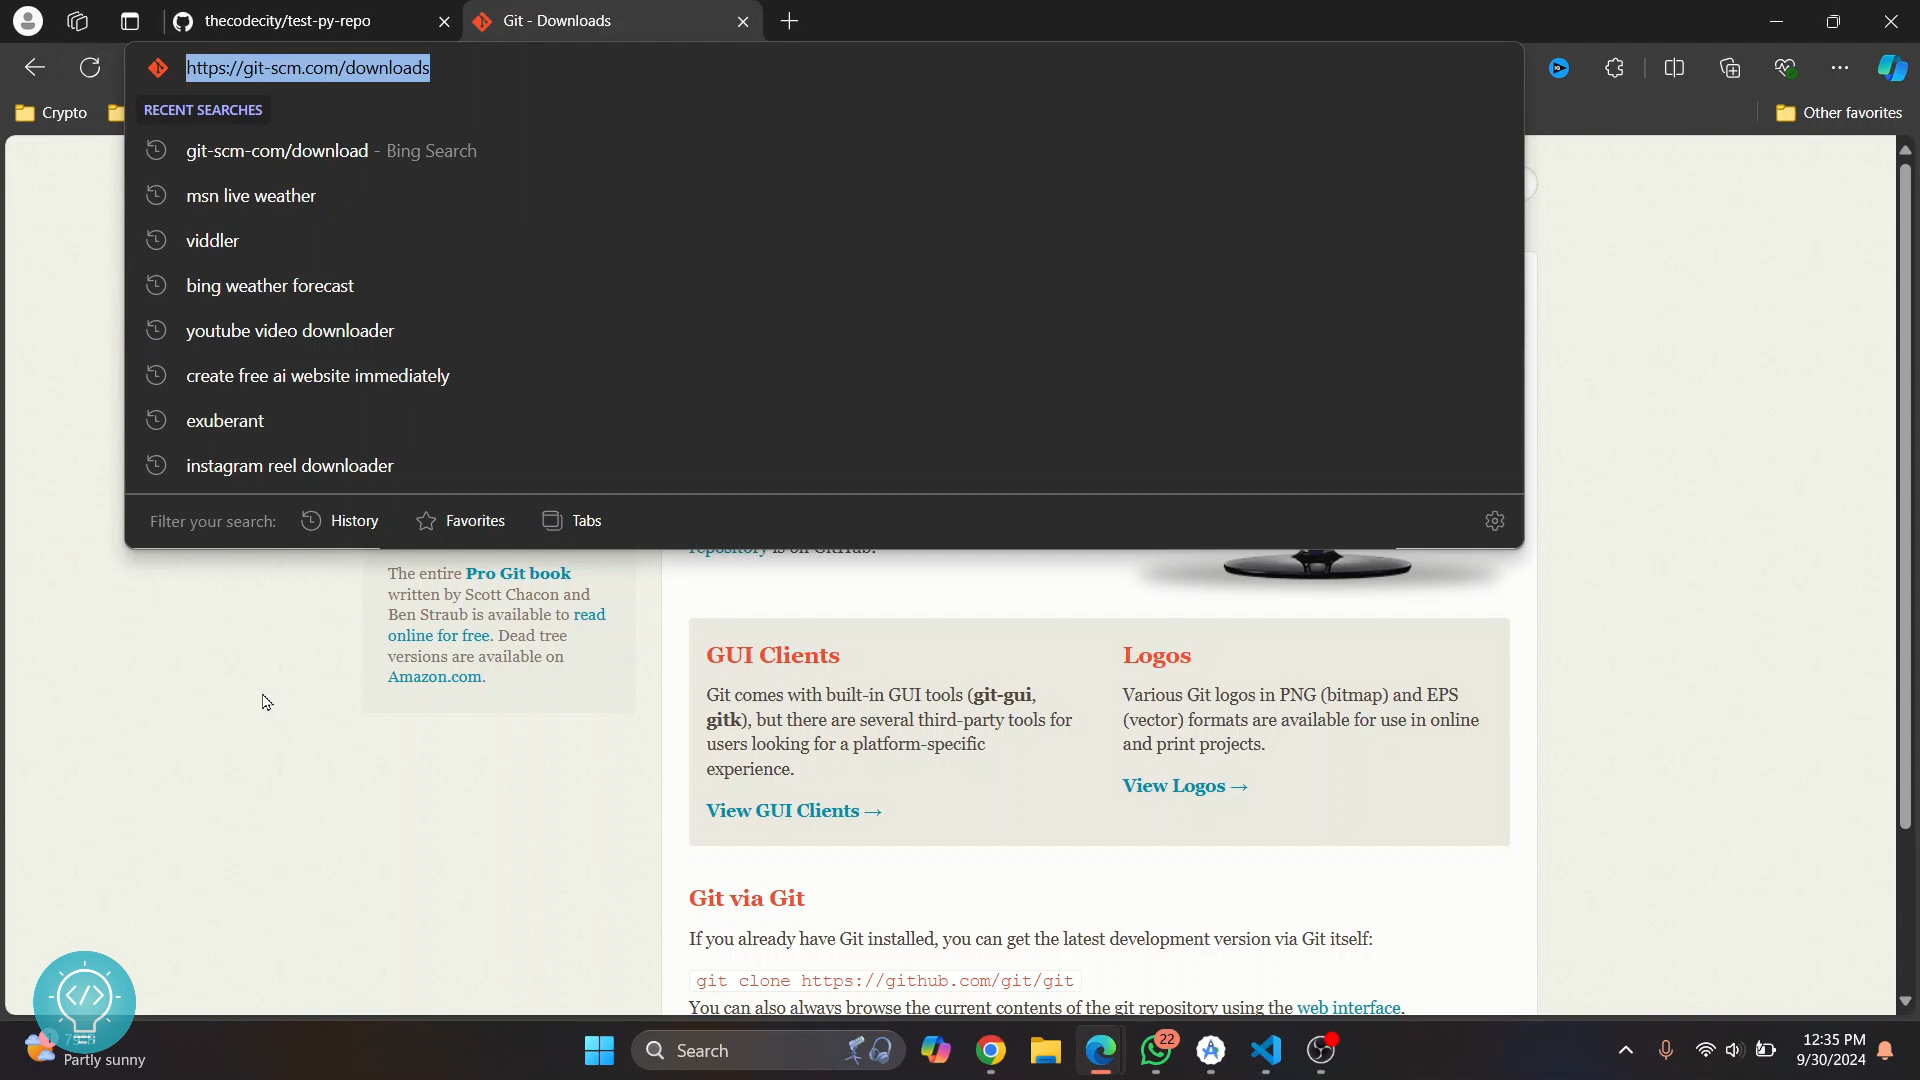 thecodecity/test-py-repo
Git - Downloads
https://git-scm.com/downloads
Crypto
Other favorites
RECENT SEARCHES
git-scm-com/download - Bing Search
msn live weather
viddler
bing weather forecast
youtube video downloader
create free ai website immediately
exuberant
instagram reel downloader
Filter your search:
History
Favorites
Tabs
repository is on GitHub.
The entire Pro Git book
written by Scott Chacon and
Ben Straub is available to read
online for free. Dead tree
versions are available on
Amazon.com.
GUI Clients
Git comes with built-in GUI tools (git-gui,
gitk), but there are several third-party tools for
users looking for a platform-specific
experience.
View GUI Clients →
Logos
Various Git logos in PNG (bitmap) and EPS
(vector) formats are available for use in online
and print projects.
View Logos →
Git via Git
If you already have Git installed, you can get the latest development version via Git itself:
git clone https://github.com/git/git
You can also always browse the current contents of the git repository using the web interface.
</>
Partly sunny
Search
22
12:35 PM
9/30/2024